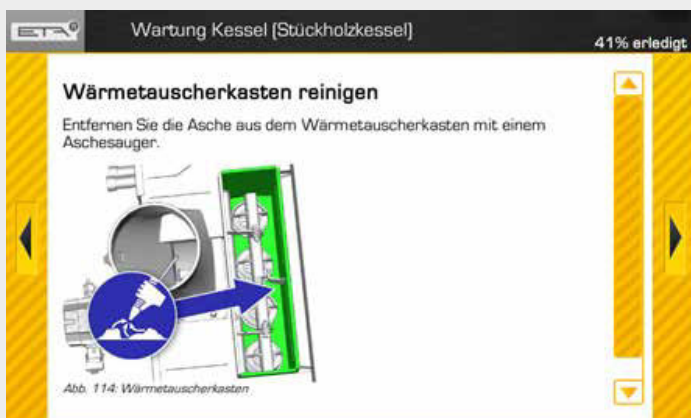 ETA
Wartung Kessel (Stückholzkessel)
41% erledigt
Wärmetauscherkasten reinigen
Entfernen Sie die Asche aus dem Wärmetauscherkasten mit einem
Aschesauger.
Abb. 114: Wärmetauscherkasten